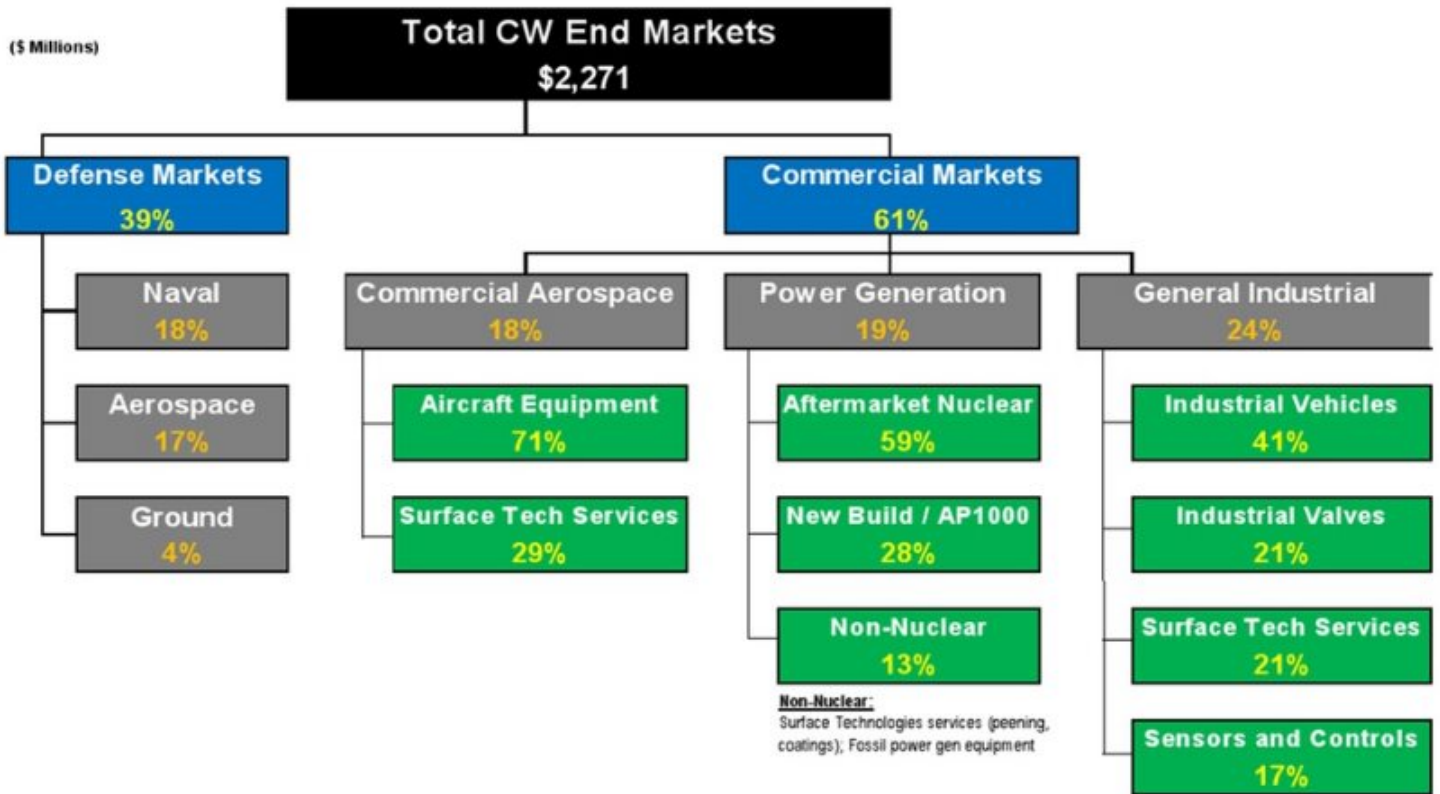 ($ Millions)
Total CW End Markets
$2,271
Defense Markets
39%
Commercial Markets
61%
Naval
18%
Aerospace
17%
Ground
4%
Commercial Aerospace
18%
Aircraft Equipment
71%
Surface Tech Services
29%
Power Generation
19%
Aftermarket Nuclear
59%
New Build / AP1000
28%
Non-Nuclear
13%
Non-Nuclear:
Surface Technologies services (peening,
coatings); Fossil power gen equipment
General Industrial
24%
Industrial Vehicles
41%
Industrial Valves
21%
Surface Tech Services
21%
Sensors and Controls
17%